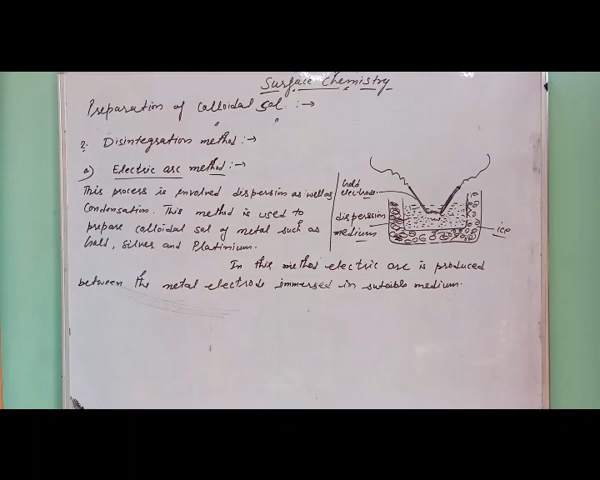 Surface Chemistry
Preparation of Colloidal Sol :→
2. Disintegration method :→
a) Electric arc method :→
This process is involved dispersion as well as
Condensation. This method is used to
prepare colloidal sol of metal such as
Gold, Silver and Platinium.
Gold
electrode
dispersion
medium
ice
In this method electric arc is produced
between the metal electrode immersed in suitable medium.